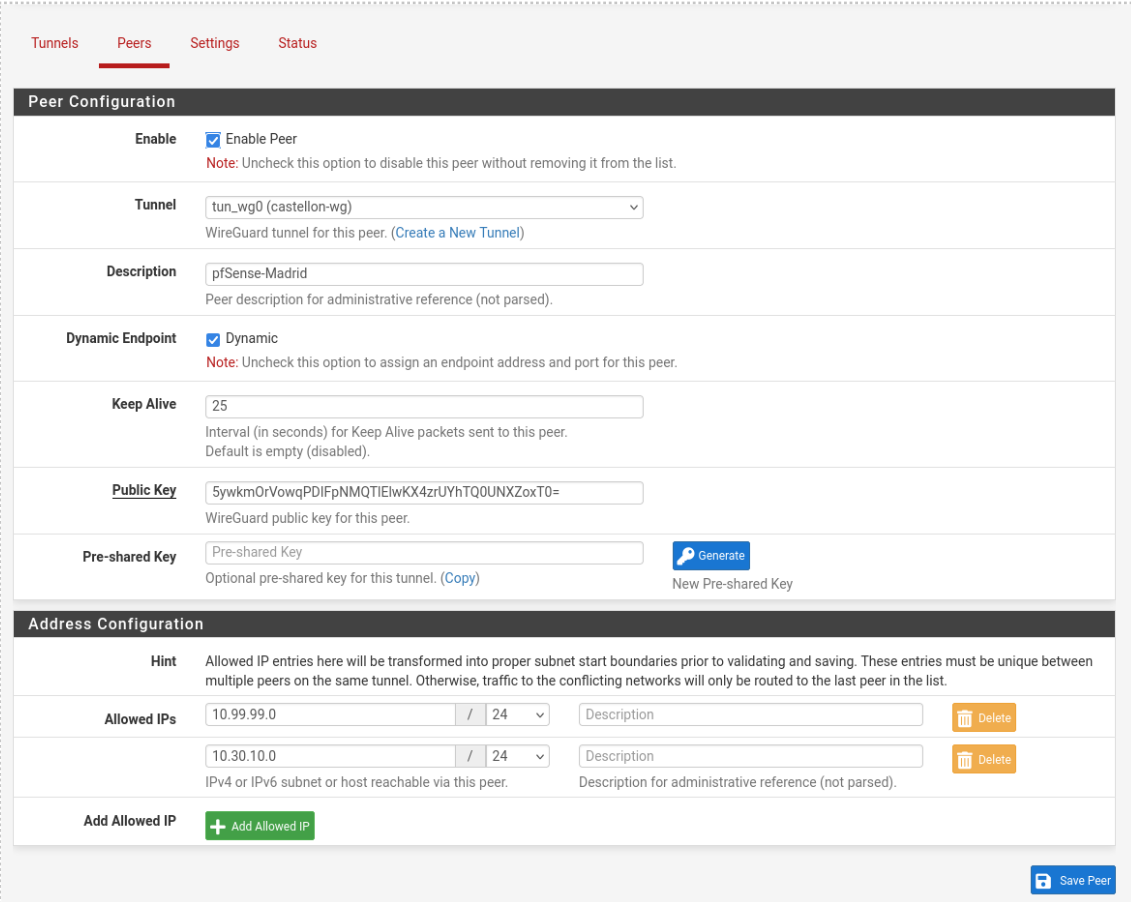 Tunnels Peers Settings Status
Peer Configuration
Enable Enable Peer
Note: Uncheck this option to disable this peer without removing it from the list.
Tunnel tun_wg0 (castellon-wg)
WireGuard tunnel for this peer. (Create a New Tunnel)
Description pfSense-Madrid
Peer description for administrative reference (not parsed).
Dynamic Endpoint Dynamic
Note: Uncheck this option to assign an endpoint address and port for this peer.
Keep Alive 25
Interval (in seconds) for Keep Alive packets sent to this peer.
Default is empty (disabled).
Public Key 5ywkmOrVowqPDIFpNMQTIElwKX4zrUYhTQ0UNXZoxT0=
WireGuard public key for this peer.
Pre-shared Key Pre-shared Key Generate
Optional pre-shared key for this tunnel. (Copy) New Pre-shared Key
Address Configuration
Hint Allowed IP entries here will be transformed into proper subnet start boundaries prior to validating and saving. These entries must be unique between
multiple peers on the same tunnel. Otherwise, traffic to the conflicting networks will only be routed to the last peer in the list.
Allowed IPs 10.99.99.0 / 24 Description Delete
10.30.10.0 / 24 Description Delete
IPv4 or IPv6 subnet or host reachable via this peer. Description for administrative reference (not parsed).
Add Allowed IP Add Allowed IP
Save Peer